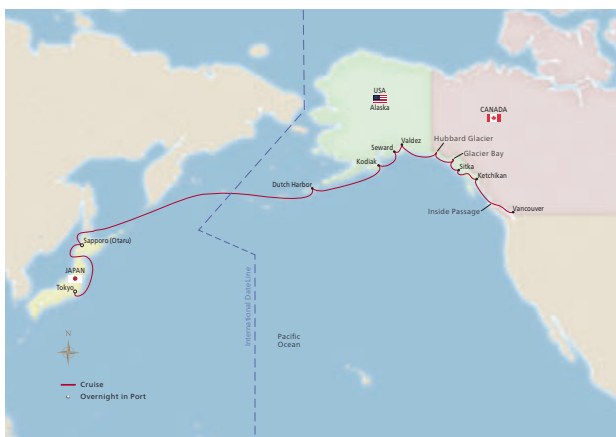 USA
Alaska
CANADA
Valdez
Hubbard Glacier
Seward
Glacier Bay
Kodiak
Sitka
Ketchikan
Dutch Harbor
Inside Passage
Vancouver
Sapporo (Otaru)
JAPAN
Tokyo
International Date Line
Pacific
Ocean
N
Cruise
Overnight in Port